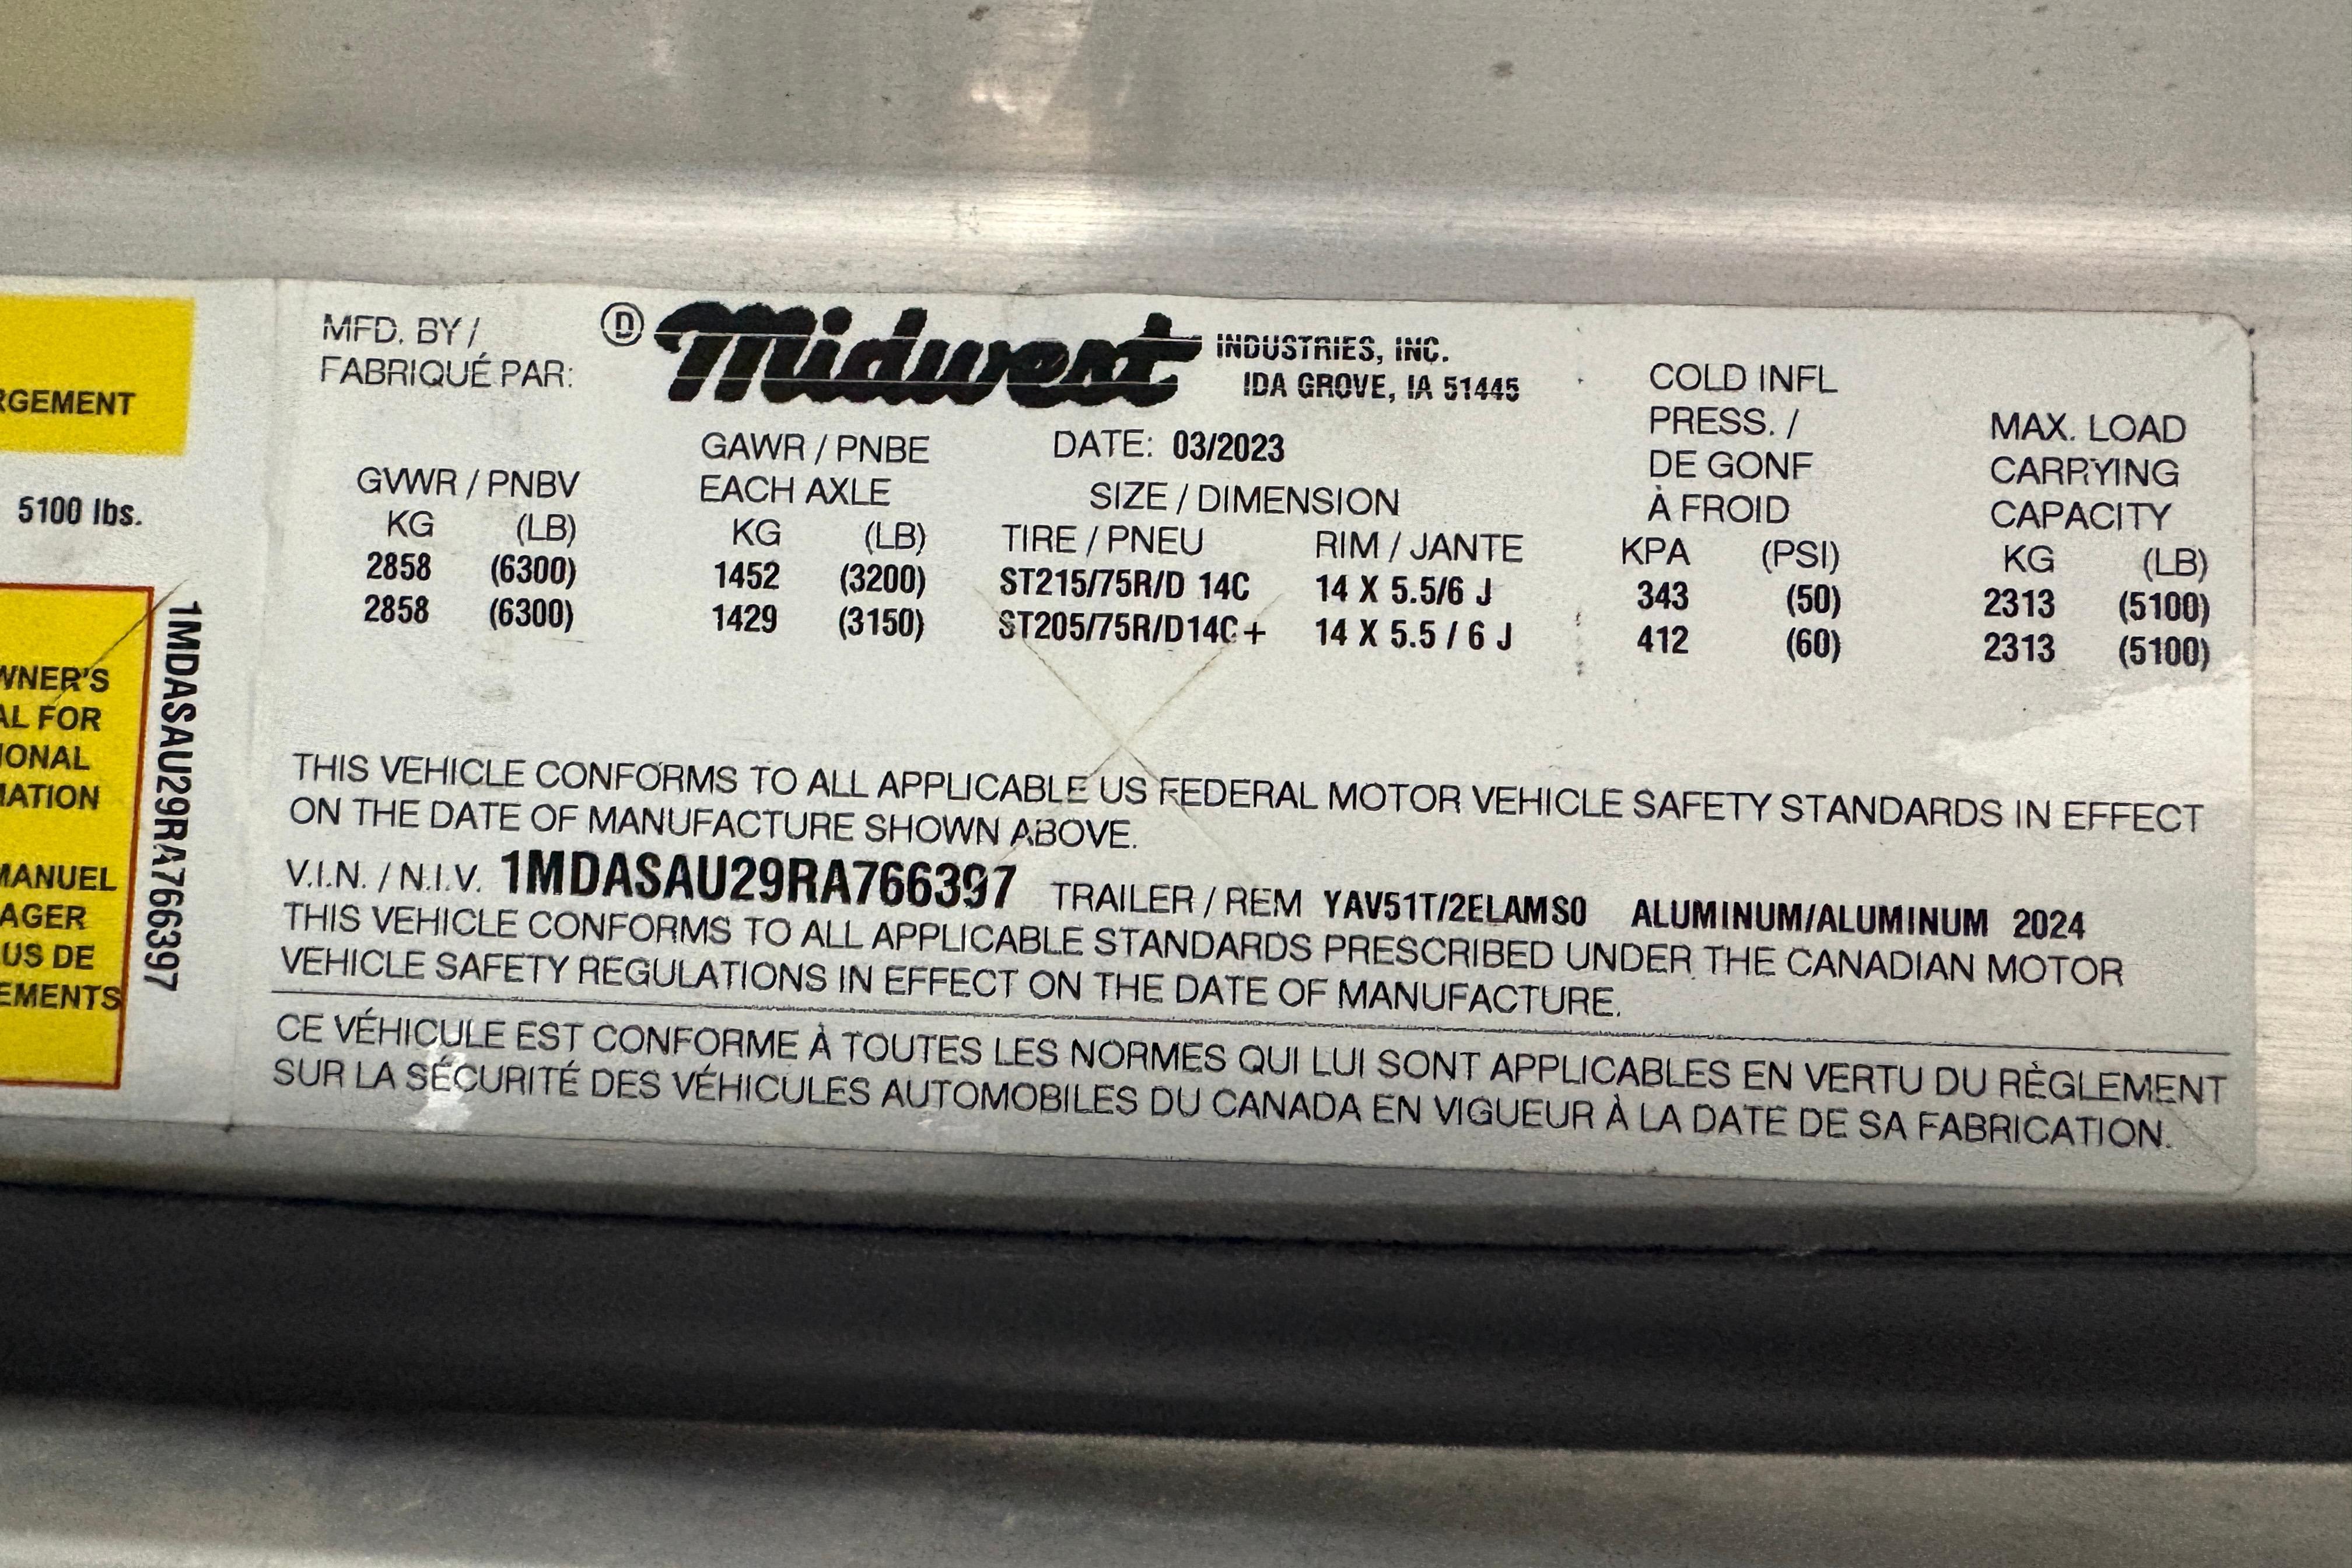 RGEMENT
5100 lbs.
WNER'S
AL FOR
IONAL
MATION
MANUEL
AGER
US DE
EMENTS
1MDASAU29RA766397
MFD. BY / Ⓓ Midwest INDUSTRIES, INC.
FABRIQUÉ PAR: IDA GROVE, IA 51445
COLD INFL
PRESS. /
DE GONF
À FROID
MAX. LOAD
CARRYING
CAPACITY
GAWR / PNBE DATE: 03/2023
GVWR / PNBV EACH AXLE SIZE / DIMENSION
KG (LB) KG (LB) TIRE / PNEU RIM / JANTE KPA (PSI) KG (LB)
2858 (6300) 1452 (3200) ST215/75R/D 14C 14 X 5.5/6 J 343 (50) 2313 (5100)
2858 (6300) 1429 (3150) ST205/75R/D14C+ 14 X 5.5 / 6 J 412 (60) 2313 (5100)
THIS VEHICLE CONFORMS TO ALL APPLICABLE US FEDERAL MOTOR VEHICLE SAFETY STANDARDS IN EFFECT
ON THE DATE OF MANUFACTURE SHOWN ABOVE.
V.I.N. / N.I.V. 1MDASAU29RA766397 TRAILER / REM YAV51T/2ELAMS0 ALUMINUM/ALUMINUM 2024
THIS VEHICLE CONFORMS TO ALL APPLICABLE STANDARDS PRESCRIBED UNDER THE CANADIAN MOTOR
VEHICLE SAFETY REGULATIONS IN EFFECT ON THE DATE OF MANUFACTURE.
CE VÉHICULE EST CONFORME À TOUTES LES NORMES QUI LUI SONT APPLICABLES EN VERTU DU RÈGLEMENT
SUR LA SÉCURITÉ DES VÉHICULES AUTOMOBILES DU CANADA EN VIGUEUR À LA DATE DE SA FABRICATION.